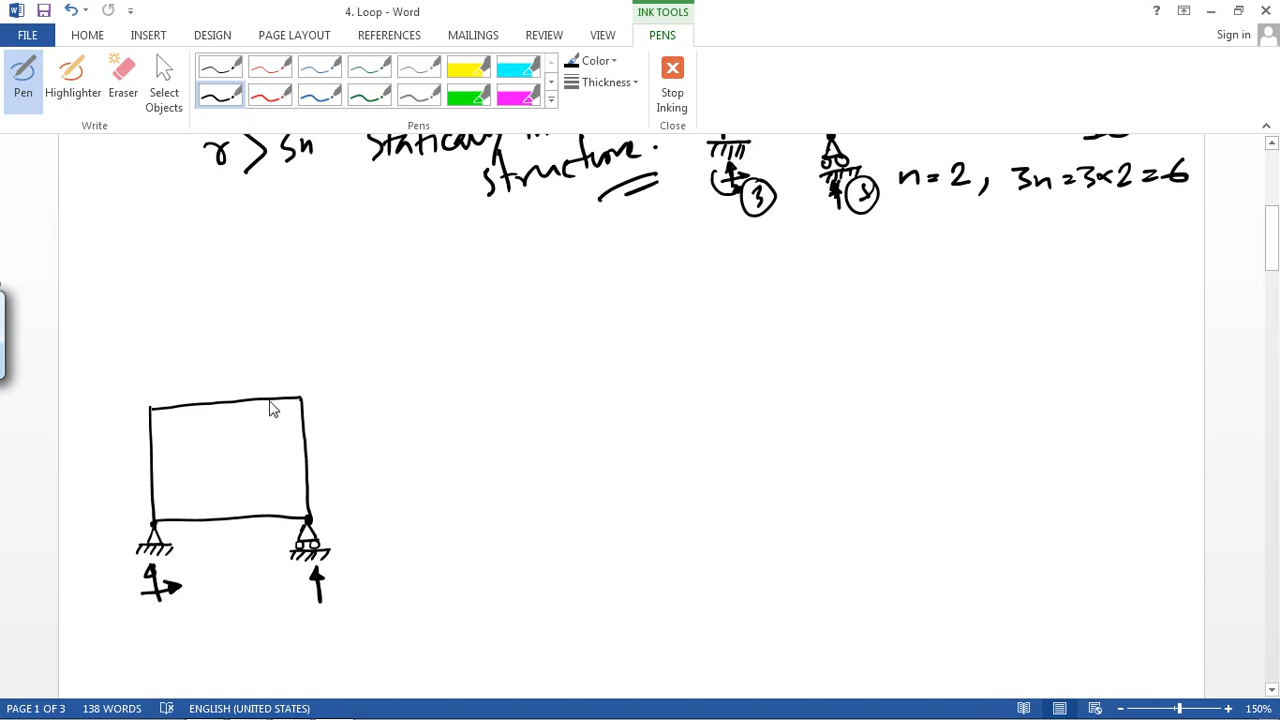 4. Loop - Word
INK TOOLS
?
FILE HOME INSERT DESIGN PAGE LAYOUT REFERENCES MAILINGS REVIEW VIEW PENS Sign in
Pen Highlighter Eraser Select Objects
Color
Thickness
Stop Inking
Write Pens Close
r > 3n
structure.
3
n = 2, 3n = 3×2 = 6
PAGE 1 OF 3 138 WORDS ENGLISH (UNITED STATES) 150%